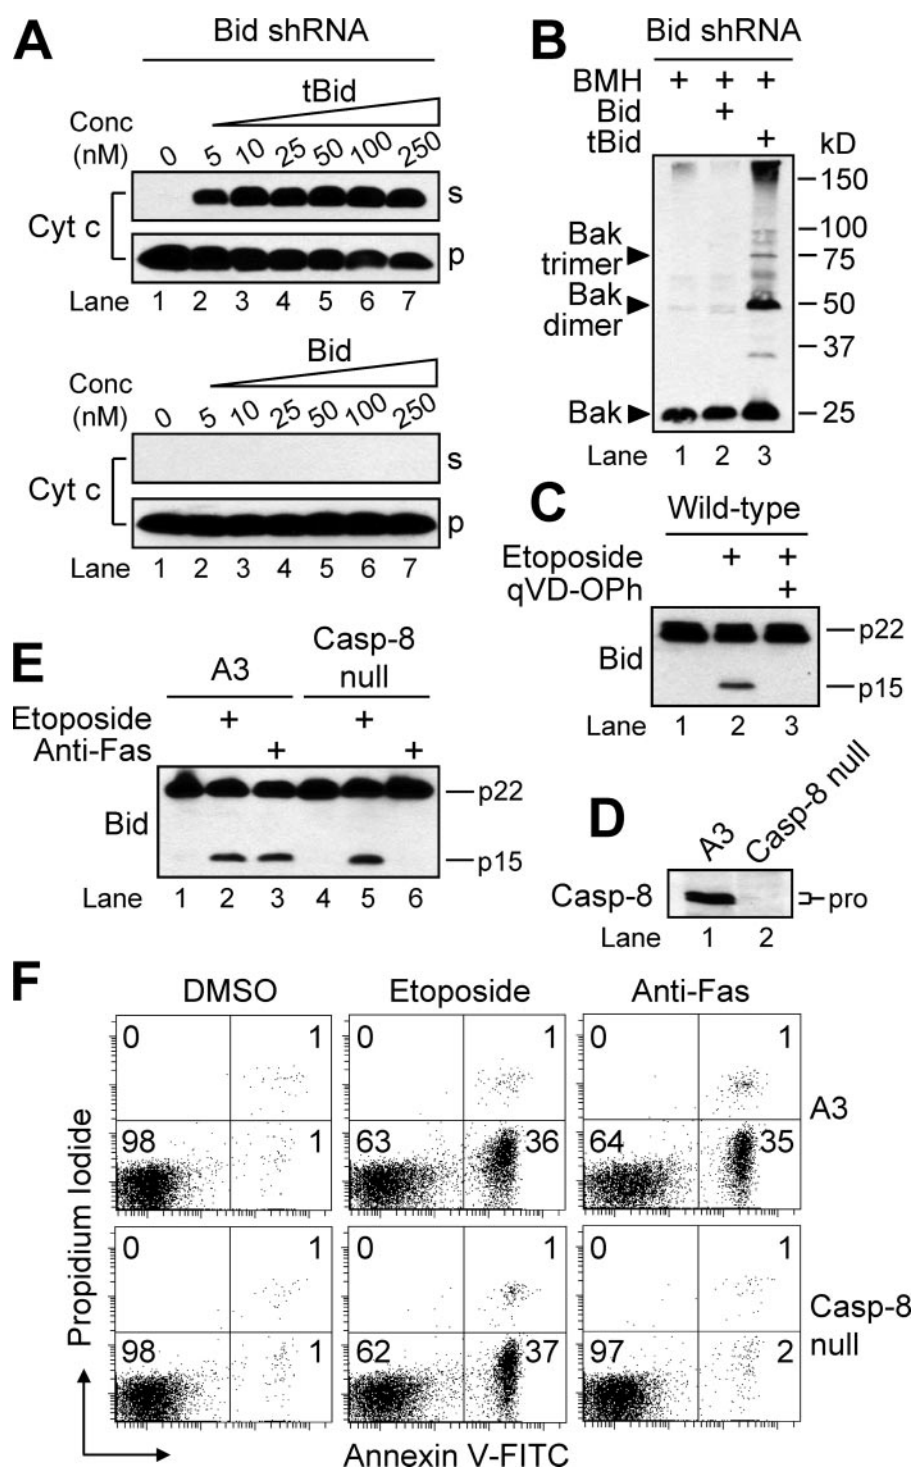 A
Bid shRNA
tBid
Conc
(nM)
0 5 10 25 50 100 250
Cyt c
s
p
Lane 1 2 3 4 5 6 7
Bid
Conc
(nM)
0 5 10 25 50 100 250
Cyt c
s
p
Lane 1 2 3 4 5 6 7
B
Bid shRNA
BMH + + +
Bid +
tBid +
kD
150
100
75
50
37
25
Bak
trimer
Bak
dimer
Bak
Lane 1 2 3
C
Wild-type
Etoposide + +
qVD-OPh +
Bid
p22
p15
Lane 1 2 3
E
A3
Casp-8
null
Etoposide + +
Anti-Fas + +
Bid
p22
p15
Lane 1 2 3 4 5 6
D
A3 Casp-8 null
Casp-8
pro
Lane 1 2
F
DMSO Etoposide Anti-Fas
0 1 0 1 0 1
A3
98 1 63 36 64 35
0 1 0 1 0 1
Casp-8
null
98 1 62 37 97 2
Propidium Iodide
Annexin V-FITC